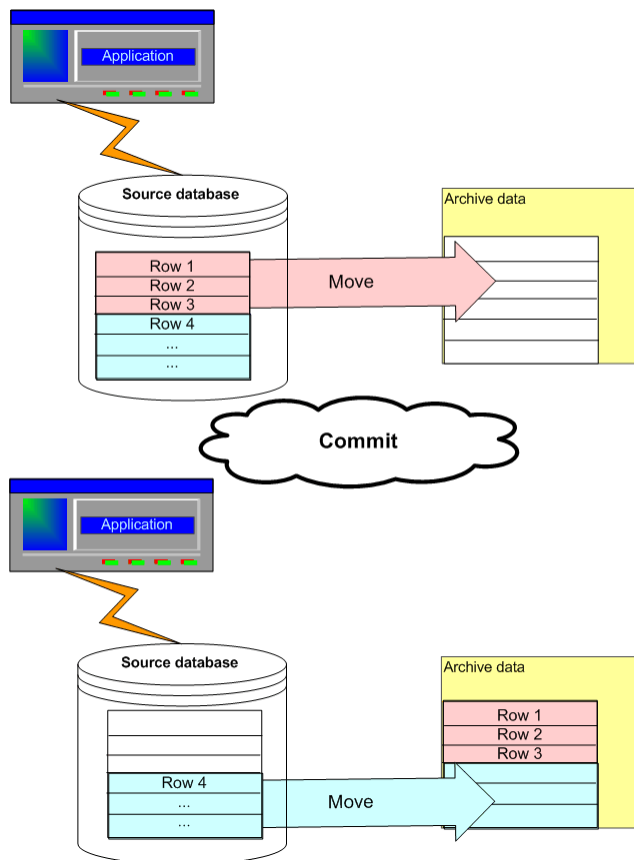 Application
Source database
Archive data
Row 1
Row 2
Row 3
Row 4
...
...
Move
Commit
Application
Source database
Archive data
Row 1
Row 2
Row 3
Row 4
...
...
Move